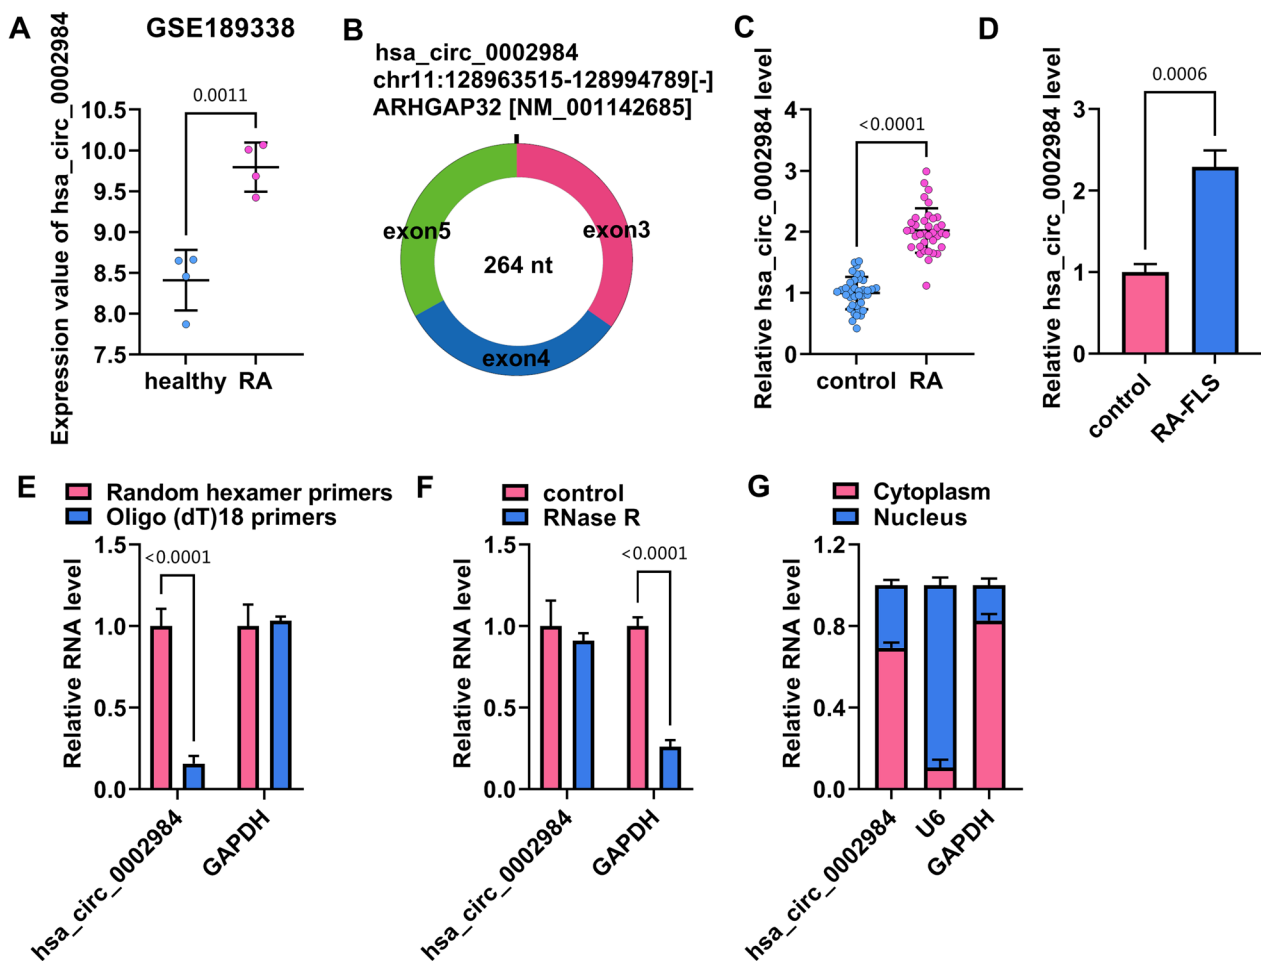 A
GSE189338
Expression value of hsa_circ_0002984
0.0011
10.5
10.0
9.5
9.0
8.5
8.0
7.5
healthy
RA
B
hsa_circ_0002984
chr11:128963515-128994789[-]
ARHGAP32 [NM_001142685]
exon5
exon3
264 nt
exon4
C
Relative hsa_circ_0002984 level
<0.0001
4
3
2
1
0
control
RA
D
Relative hsa_circ_0002984 level
0.0006
3
2
1
0
control
RA-FLS
E
Random hexamer primers
Oligo (dT)18 primers
Relative RNA level
<0.0001
1.5
1.0
0.5
0.0
hsa_circ_0002984
GAPDH
F
control
RNase R
Relative RNA level
<0.0001
1.5
1.0
0.5
0.0
hsa_circ_0002984
GAPDH
G
Cytoplasm
Nucleus
Relative RNA level
1.2
0.8
0.4
0.0
hsa_circ_0002984
U6
GAPDH